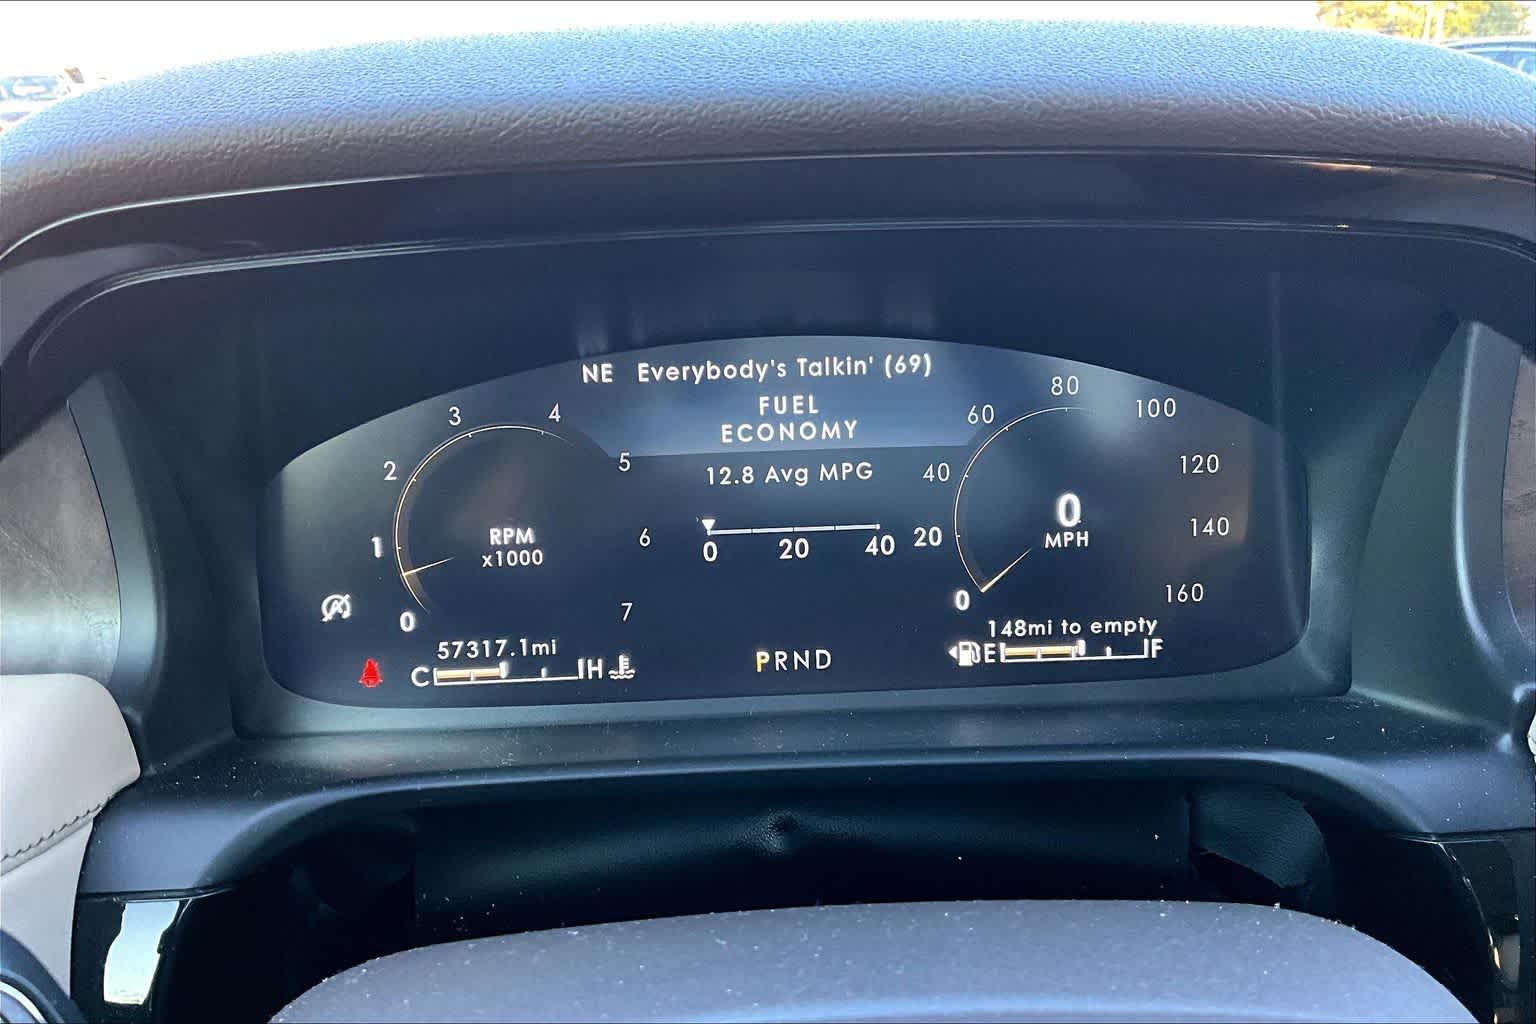 NE Everybody's Talkin' (69)
FUEL
ECONOMY
12.8 Avg MPG
0 20 40
0 1 2 3 4 5 6 7
RPM
x1000
0 20 40 60 80 100 120 140 160
0
MPH
A
57317.1mi
C H
PRND
148mi to empty
E F